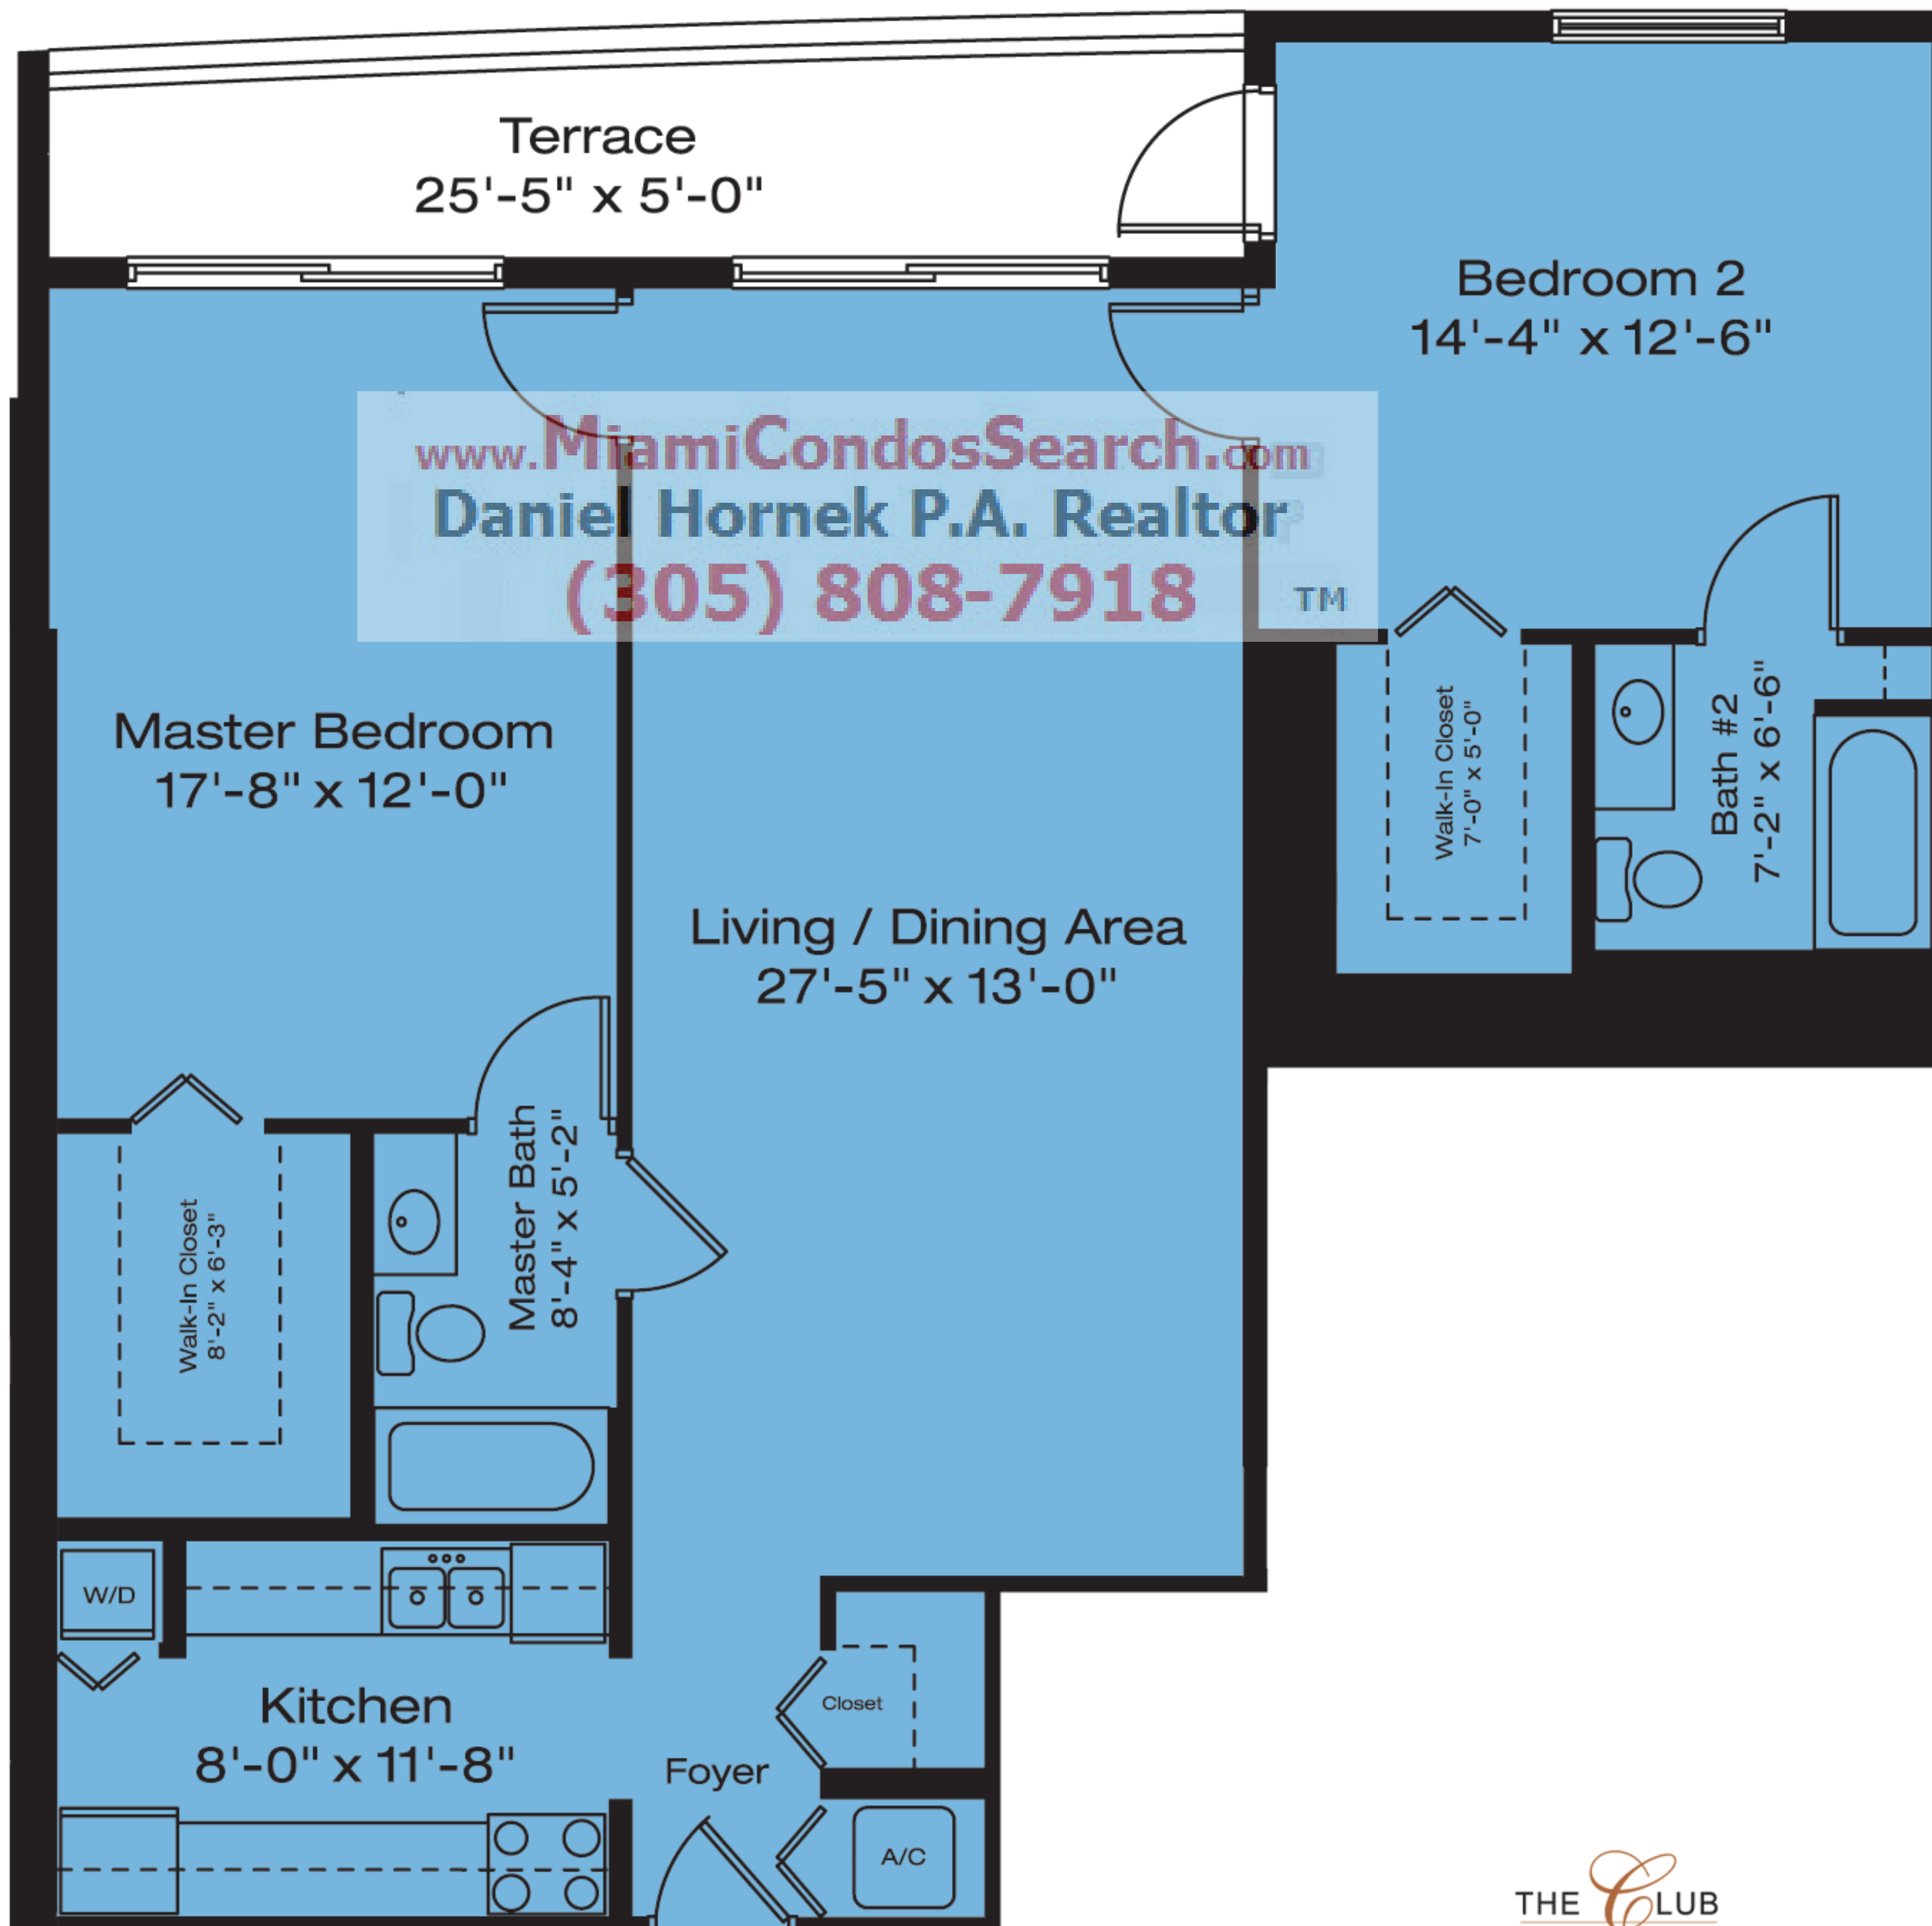 Terrace
25'-5" x 5'-0"
Bedroom 2
14'-4" x 12'-6"
www.MiamiCondosSearch.com
Daniel Hornek P.A. Realtor
(305) 808-7918
TM
Master Bedroom
17'-8" x 12'-0"
Walk-In Closet
7'-0" x 5'-0"
Bath #2
7'-2" x 6'-6"
Living / Dining Area
27'-5" x 13'-0"
Master Bath
8'-4" x 5'-2"
Walk-In Closet
8'-2" x 6'-3"
W/D
Kitchen
8'-0" x 11'-8"
Closet
Foyer
A/C
THE CLUB